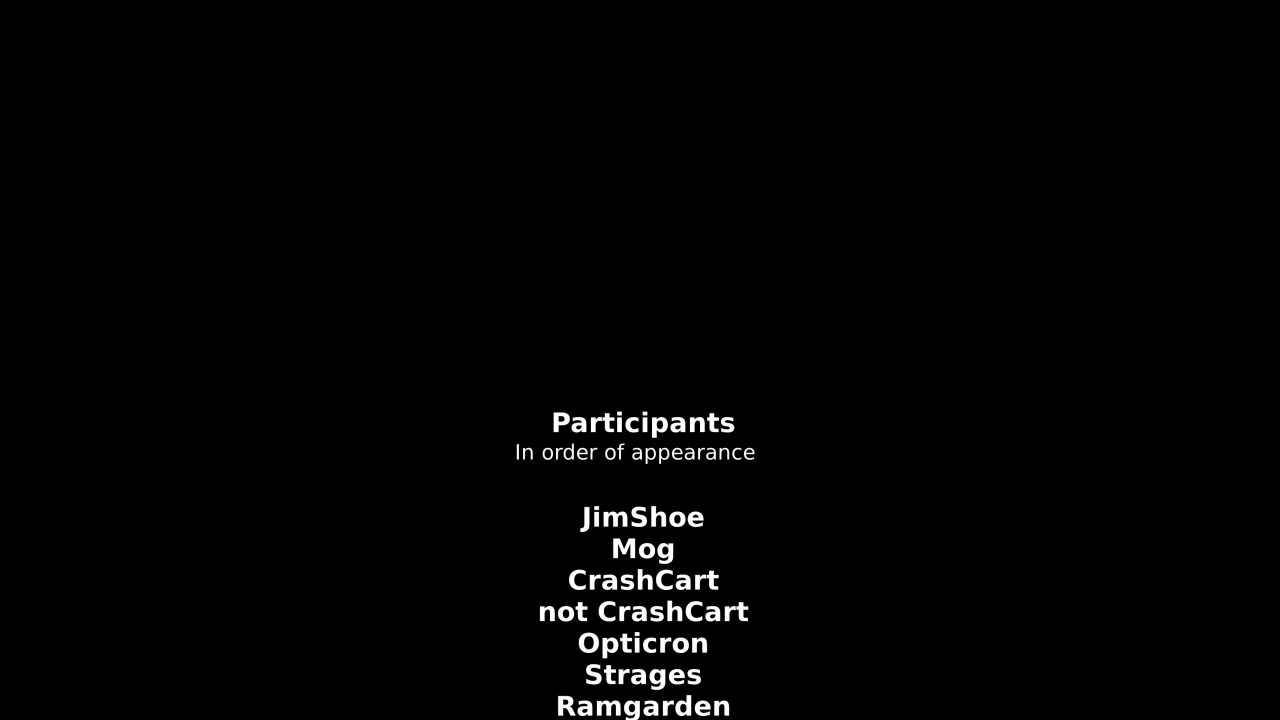 Participants
In order of appearance
JimShoe
Mog
CrashCart
not CrashCart
Opticron
Strages
Ramgarden